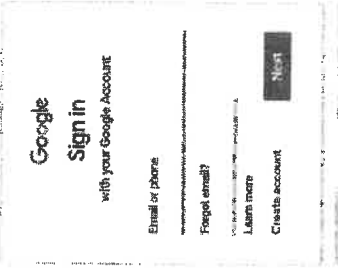 Google
Sign in
with your Google Account
Email or phone
Forgot email?
Learn more
Create account
Next